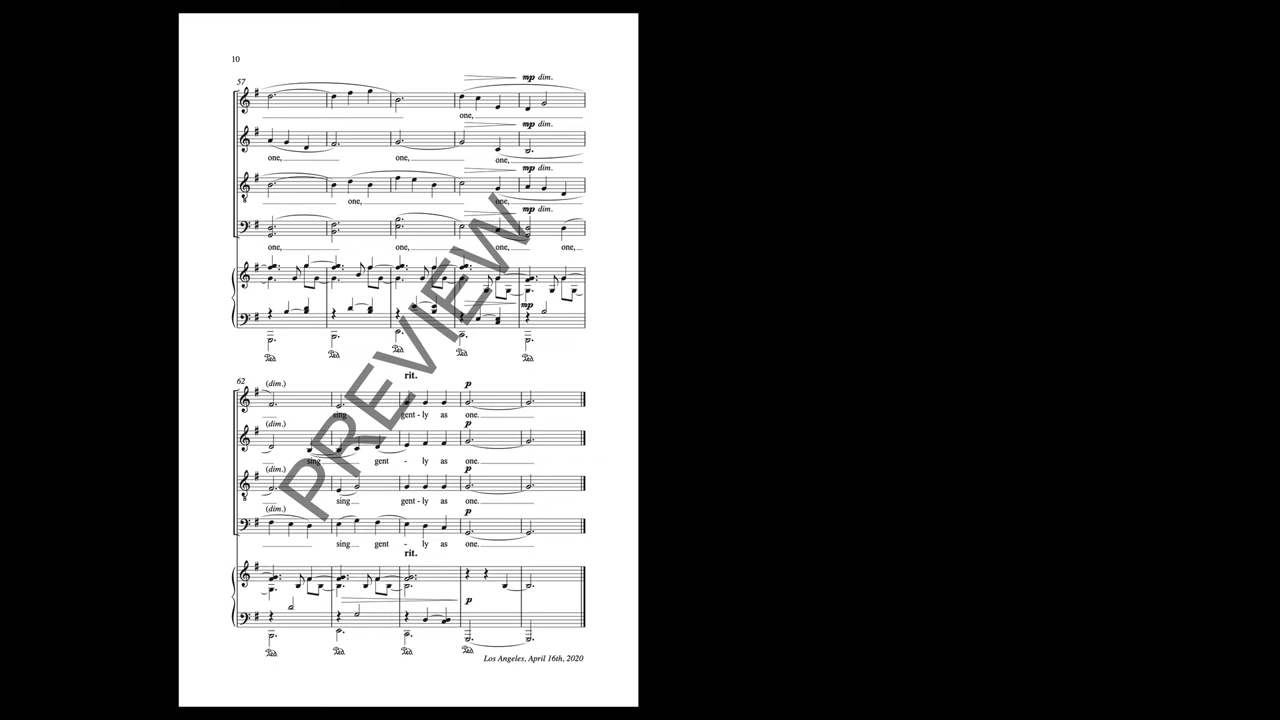 10
57
mp dim.
one,
mp dim.
one, one, one,
mp dim.
one, one,
mp dim.
one, one, one, one,
mp
PREVIEW
rit.
62
(dim.) p
sing gent - ly as one.
(dim.) p
sing gent - ly as one.
(dim.) p
sing gent - ly as one.
(dim.) p
sing gent - ly as one.
rit.
p
Los Angeles, April 16th, 2020